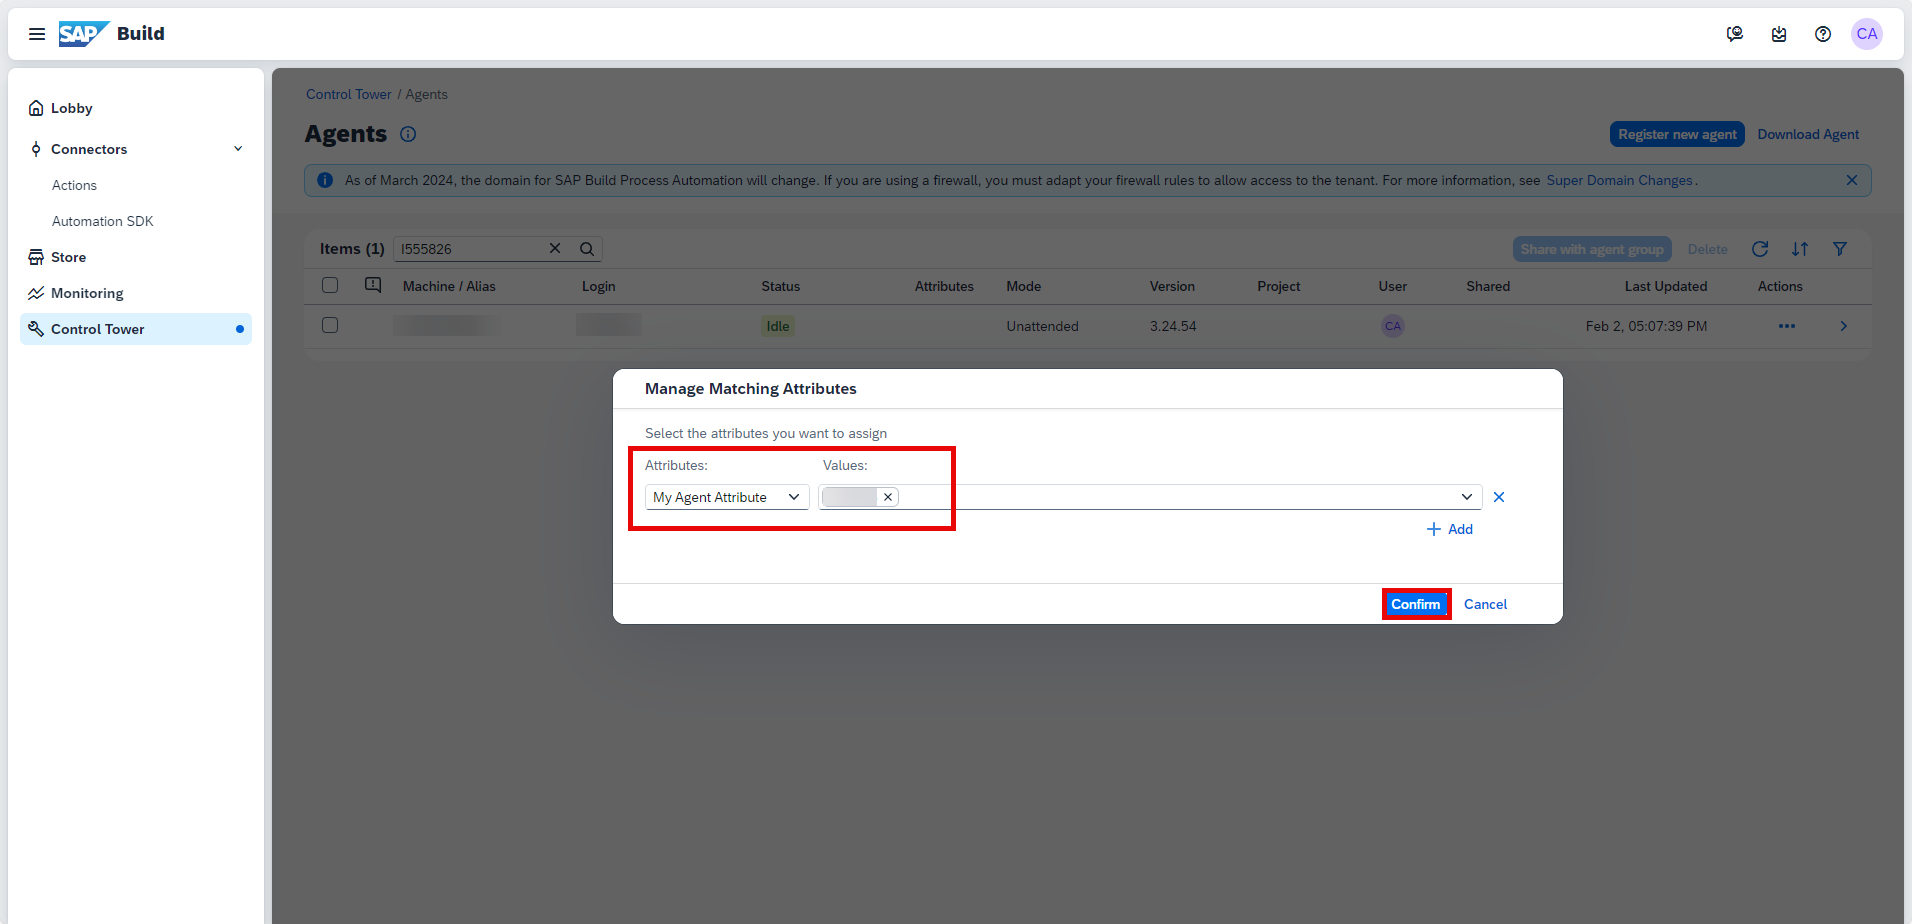 SAP Build
CA
Lobby
Connectors
Actions
Automation SDK
Store
Monitoring
Control Tower
Control Tower / Agents
Agents
Register new agent
Download Agent
As of March 2024, the domain for SAP Build Process Automation will change. If you are using a firewall, you must adapt your firewall rules to allow access to the tenant. For more information, see Super Domain Changes.
Items (1)
I555826
Share with agent group
Delete
Machine / Alias Login Status Attributes Mode Version Project User Shared Last Updated Actions
Idle Unattended 3.24.54 CA Feb 2, 05:07:39 PM
Manage Matching Attributes
Select the attributes you want to assign
Attributes: Values:
My Agent Attribute
Add
Confirm Cancel